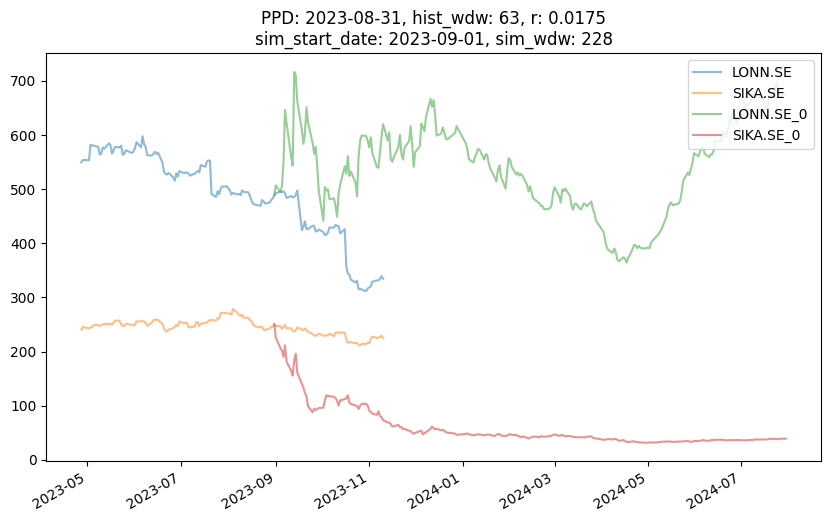 PPD: 2023-08-31, hist_wdw: 63, r: 0.0175
sim_start_date: 2023-09-01, sim_wdw: 228
LONN.SE
SIKA.SE
LONN.SE_0
SIKA.SE_0
700
600
500
400
300
200
100
0
2023-05
2023-07
2023-09
2023-11
2024-01
2024-03
2024-05
2024-07